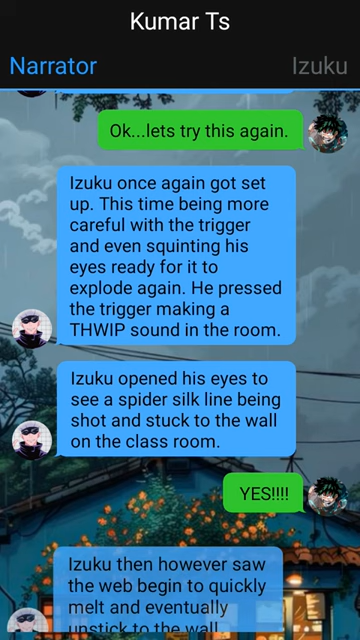 Kumar Ts
Narrator
Izuku
Ok...lets try this again.
Izuku once again got set
up. This time being more
careful with the trigger
and even squinting his
eyes ready for it to
explode again. He pressed
the trigger making a
THWIP sound in the room.
Izuku opened his eyes to
see a spider silk line being
shot and stuck to the wall
on the class room.
YES!!!!
Izuku then however saw
the web begin to quickly
melt and eventually
unstick to the wall